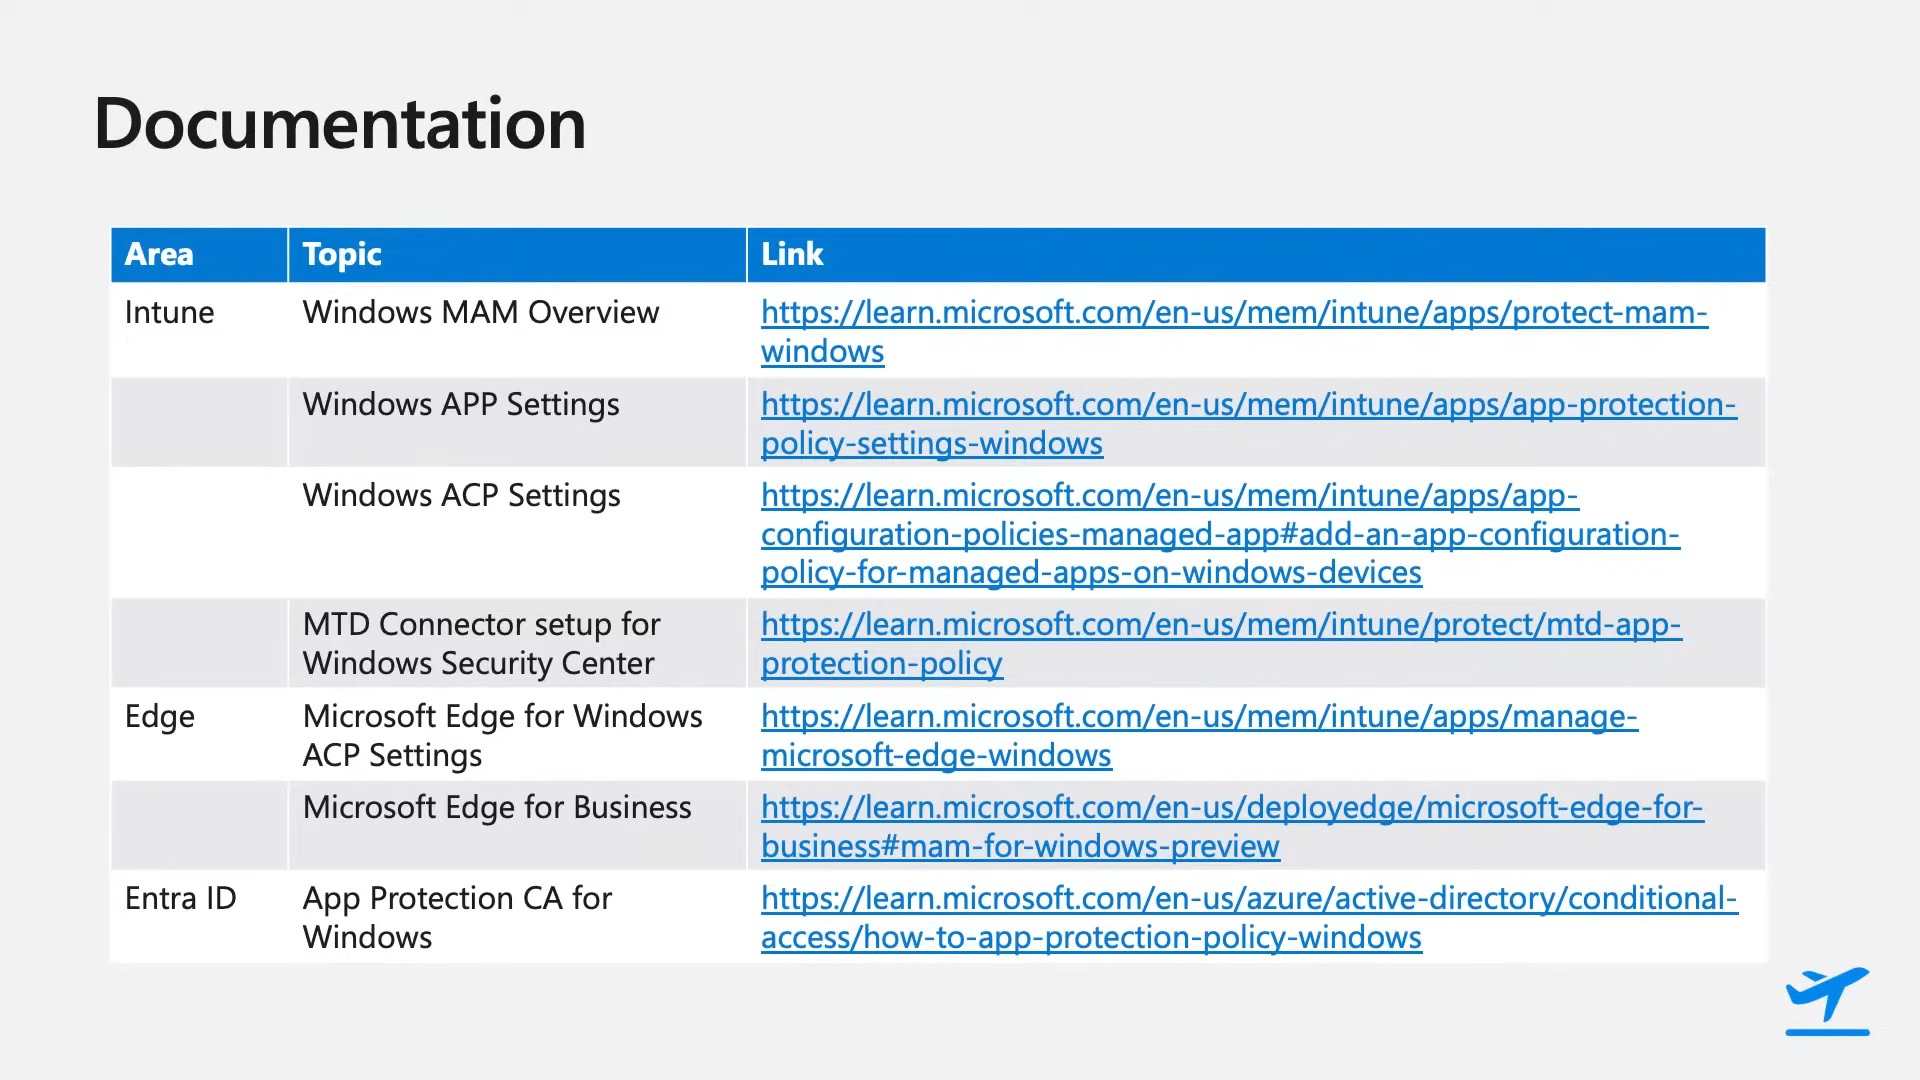 Documentation
Area Topic Link
Intune Windows MAM Overview https://learn.microsoft.com/en-us/mem/intune/apps/protect-mam-
windows
Windows APP Settings https://learn.microsoft.com/en-us/mem/intune/apps/app-protection-
policy-settings-windows
Windows ACP Settings https://learn.microsoft.com/en-us/mem/intune/apps/app-
configuration-policies-managed-app#add-an-app-configuration-
policy-for-managed-apps-on-windows-devices
MTD Connector setup for https://learn.microsoft.com/en-us/mem/intune/protect/mtd-app-
Windows Security Center protection-policy
Edge Microsoft Edge for Windows https://learn.microsoft.com/en-us/mem/intune/apps/manage-
ACP Settings microsoft-edge-windows
Microsoft Edge for Business https://learn.microsoft.com/en-us/deployedge/microsoft-edge-for-
business#mam-for-windows-preview
Entra ID App Protection CA for https://learn.microsoft.com/en-us/azure/active-directory/conditional-
Windows access/how-to-app-protection-policy-windows